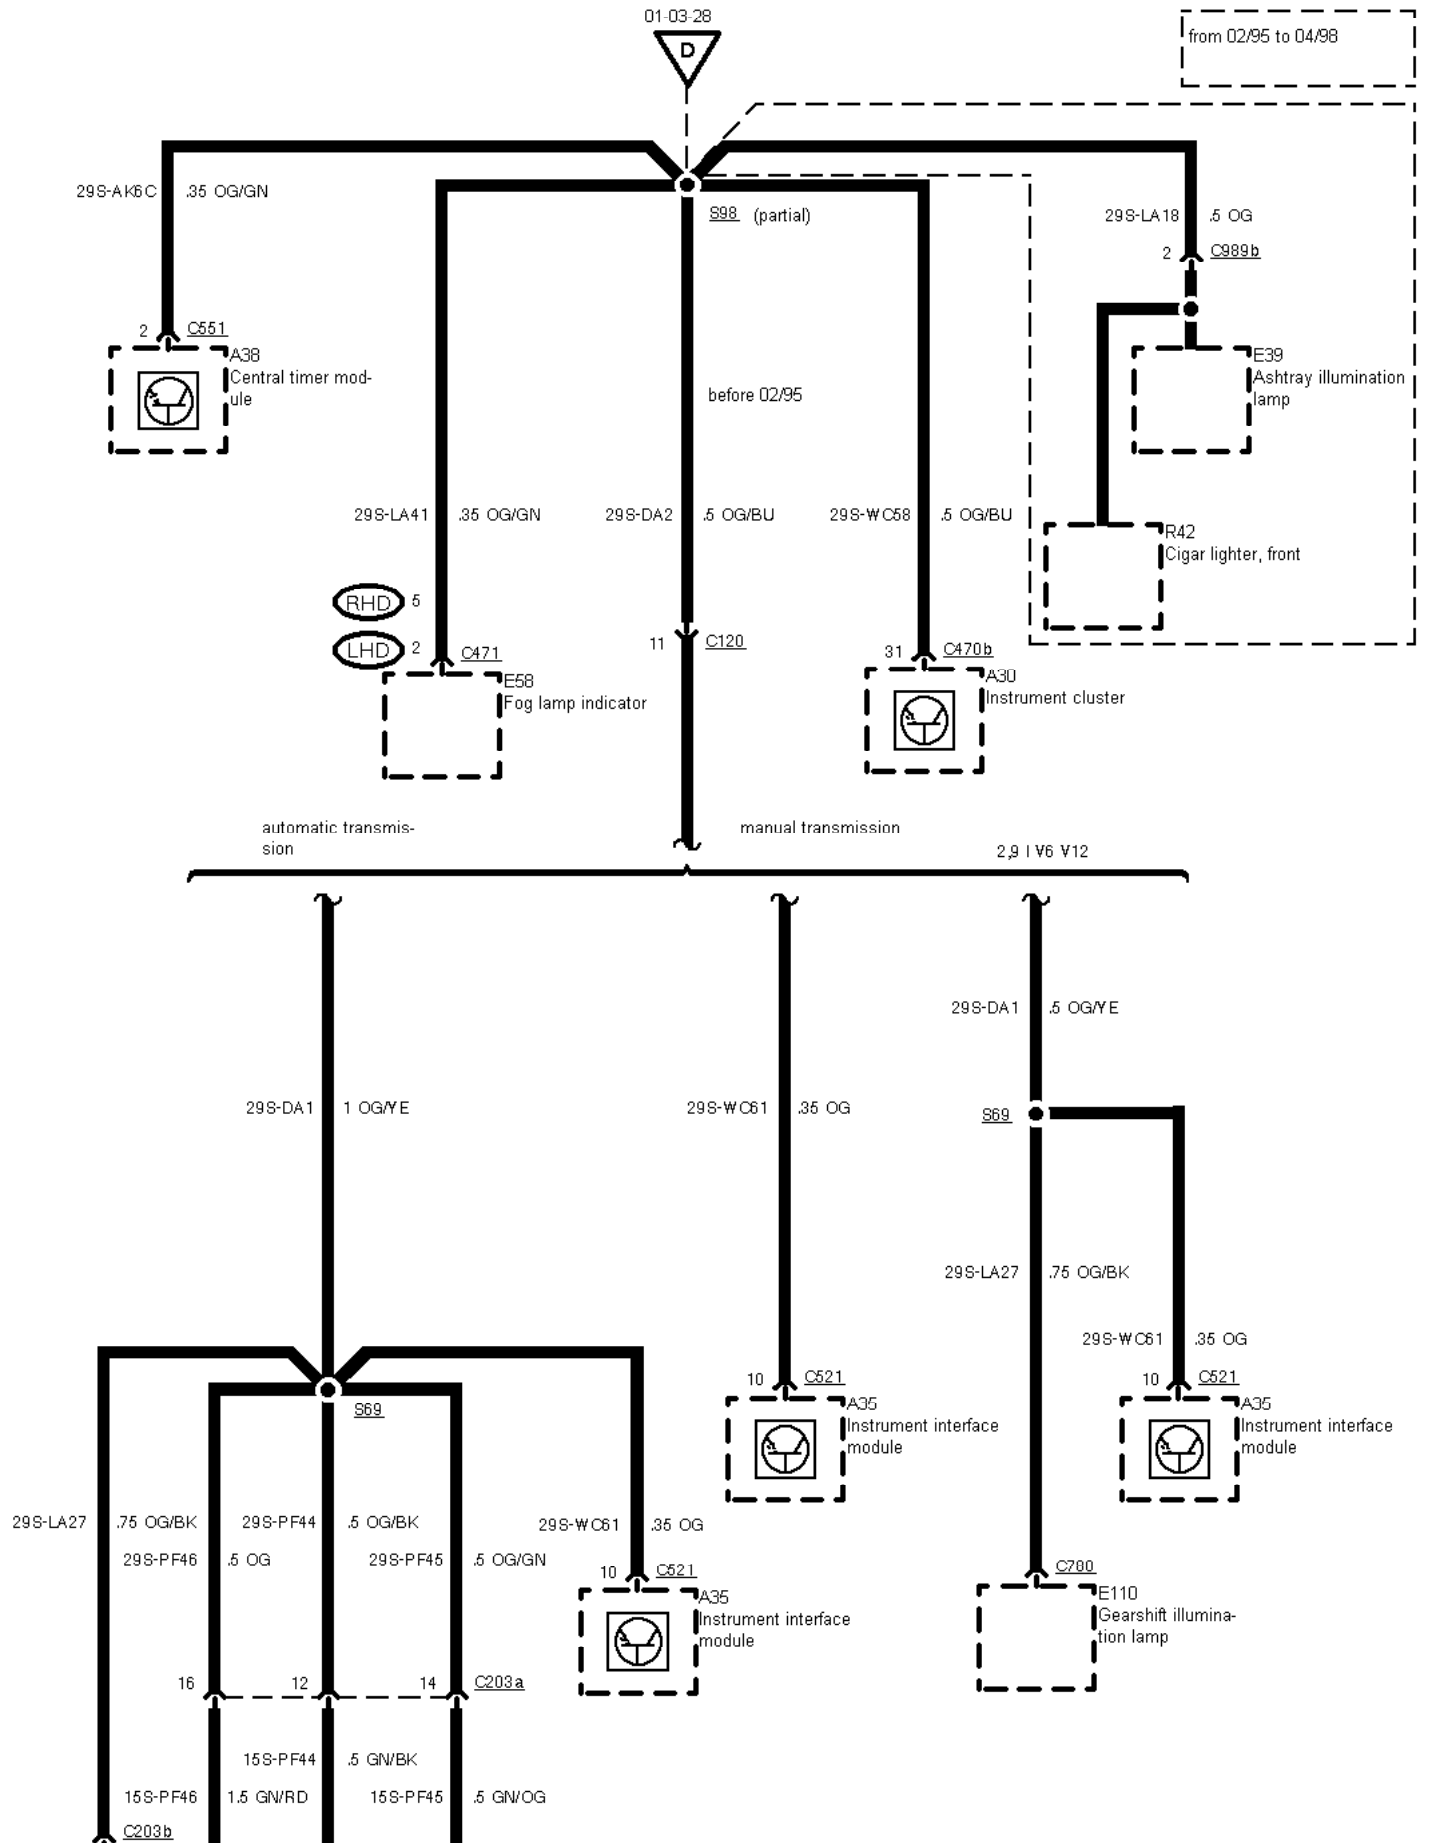 01-03-28
D
from 02/95 to 04/98
29S-AK6C .35 OG/GN
S98 (partial)
29S-LA18 .5 OG
2 C989b
2 C551
A38
Central timer mod-
ule
E39
Ashtray illumination
lamp
before 02/95
29S-LA41 .35 OG/GN
29S-DA2 .5 OG/BU
29S-WC58 .5 OG/BU
R42
Cigar lighter, front
RHD 5
LHD 2 C471
11 C120
31 C470b
E58
Fog lamp indicator
A30
Instrument cluster
automatic transmis-
sion
manual transmission
2,9 l V6 V12
29S-DA1 .5 OG/YE
29S-DA1 1 OG/YE
29S-WC61 .35 OG
S69
29S-LA27 .75 OG/BK
29S-WC61 .35 OG
10 C521
10 C521
S69
A35
Instrument interface
module
A35
Instrument interface
module
29S-LA27 .75 OG/BK
29S-PF44 .5 OG/BK
29S-WC61 .35 OG
29S-PF46 .5 OG
29S-PF45 .5 OG/GN
10 C521
C780
A35
Instrument interface
module
E110
Gearshift illumina-
tion lamp
16 12 14 C203a
15S-PF44 .5 GN/BK
15S-PF46 1.5 GN/RD
15S-PF45 .5 GN/OG
C203b